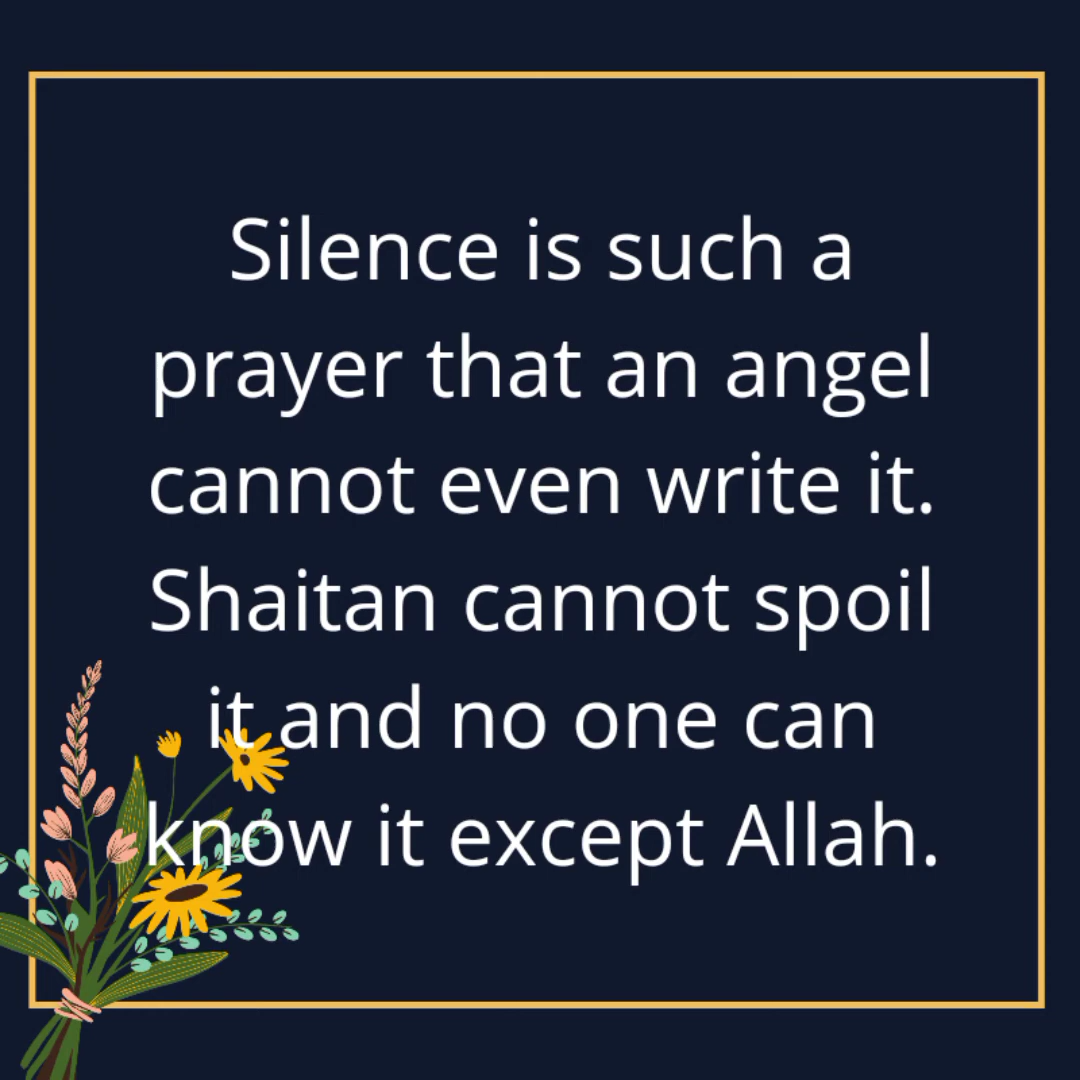 Silence is such a
prayer that an angel
cannot even write it.
Shaitan cannot spoil
it and no one can
know it except Allah.